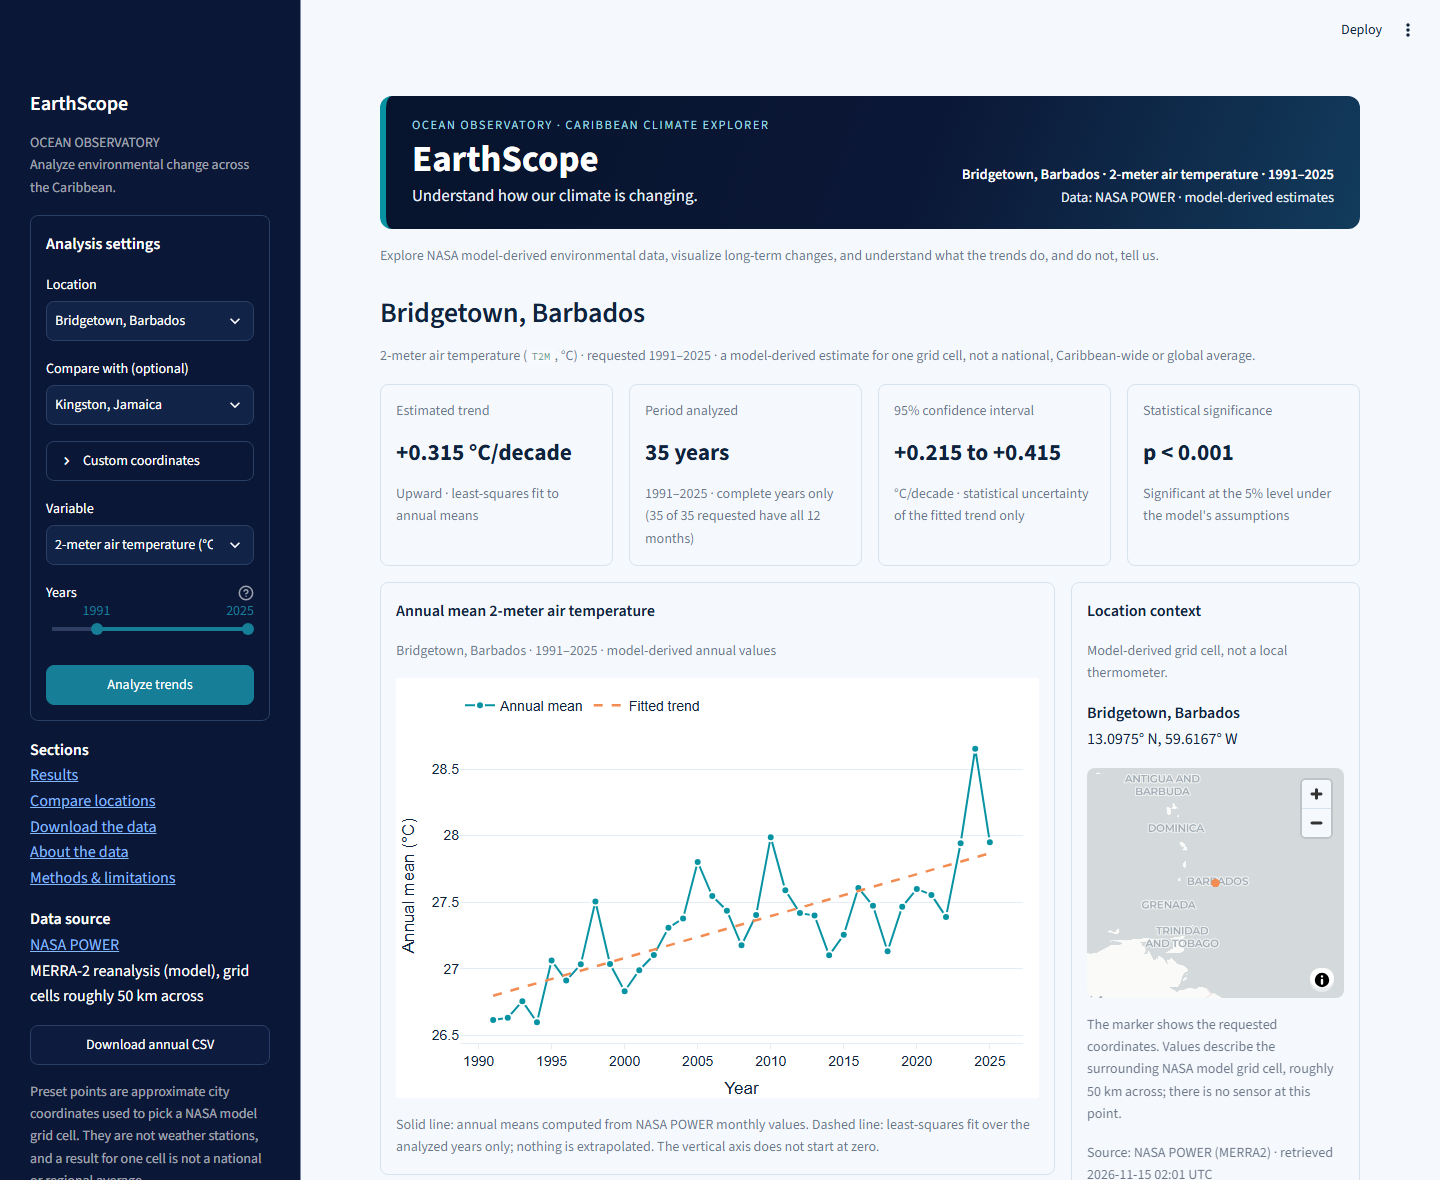 Deploy
EarthScope
OCEAN OBSERVATORY
Analyze environmental change across
the Caribbean.
Analysis settings
Location
Bridgetown, Barbados
Compare with (optional)
Kingston, Jamaica
Custom coordinates
Variable
2-meter air temperature (°C
Years
1991
2025
Analyze trends
Sections
Results
Compare locations
Download the data
About the data
Methods & limitations
Data source
NASA POWER
MERRA-2 reanalysis (model), grid
cells roughly 50 km across
Download annual CSV
Preset points are approximate city
coordinates used to pick a NASA model
grid cell. They are not weather stations,
and a result for one cell is not a national
or regional average.
OCEAN OBSERVATORY · CARIBBEAN CLIMATE EXPLORER
EarthScope
Understand how our climate is changing.
Bridgetown, Barbados · 2-meter air temperature · 1991–2025
Data: NASA POWER · model-derived estimates
Explore NASA model-derived environmental data, visualize long-term changes, and understand what the trends do, and do not, tell us.
Bridgetown, Barbados
2-meter air temperature ( T2M , °C) · requested 1991–2025 · a model-derived estimate for one grid cell, not a national, Caribbean-wide or global average.
Estimated trend
+0.315 °C/decade
Upward · least-squares fit to
annual means
Period analyzed
35 years
1991–2025 · complete years only
(35 of 35 requested have all 12
months)
95% confidence interval
+0.215 to +0.415
°C/decade · statistical uncertainty
of the fitted trend only
Statistical significance
p < 0.001
Significant at the 5% level under
the model's assumptions
Annual mean 2-meter air temperature
Bridgetown, Barbados · 1991–2025 · model-derived annual values
Annual mean
Fitted trend
Annual mean (°C)
28.5
28
27.5
27
26.5
1990
1995
2000
2005
2010
2015
2020
2025
Year
Solid line: annual means computed from NASA POWER monthly values. Dashed line: least-squares fit over the
analyzed years only; nothing is extrapolated. The vertical axis does not start at zero.
Location context
Model-derived grid cell, not a local
thermometer.
Bridgetown, Barbados
13.0975° N, 59.6167° W
ANTIGUA AND
BARBUDA
DOMINICA
BARBADOS
GRENADA
TRINIDAD
AND TOBAGO
The marker shows the requested
coordinates. Values describe the
surrounding NASA model grid cell, roughly
50 km across; there is no sensor at this
point.
Source: NASA POWER (MERRA2) · retrieved
2026-11-15 02:01 UTC